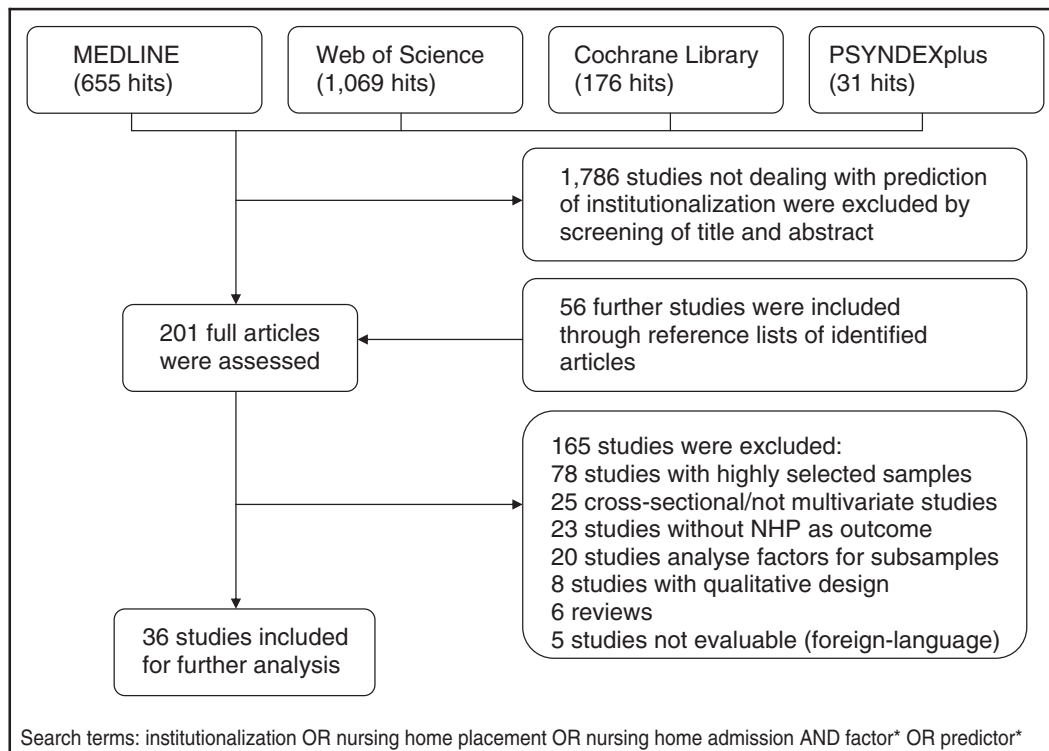 MEDLINE
(655 hits)
Web of Science
(1,069 hits)
Cochrane Library
(176 hits)
PSYNDEXplus
(31 hits)
1,786 studies not dealing with prediction
of institutionalization were excluded by
screening of title and abstract
201 full articles
were assessed
56 further studies were included
through reference lists of identified
articles
165 studies were excluded:
78 studies with highly selected samples
25 cross-sectional/not multivariate studies
23 studies without NHP as outcome
20 studies analyse factors for subsamples
8 studies with qualitative design
6 reviews
5 studies not evaluable (foreign-language)
36 studies included
for further analysis
Search terms: institutionalization OR nursing home placement OR nursing home admission AND factor* OR predictor*